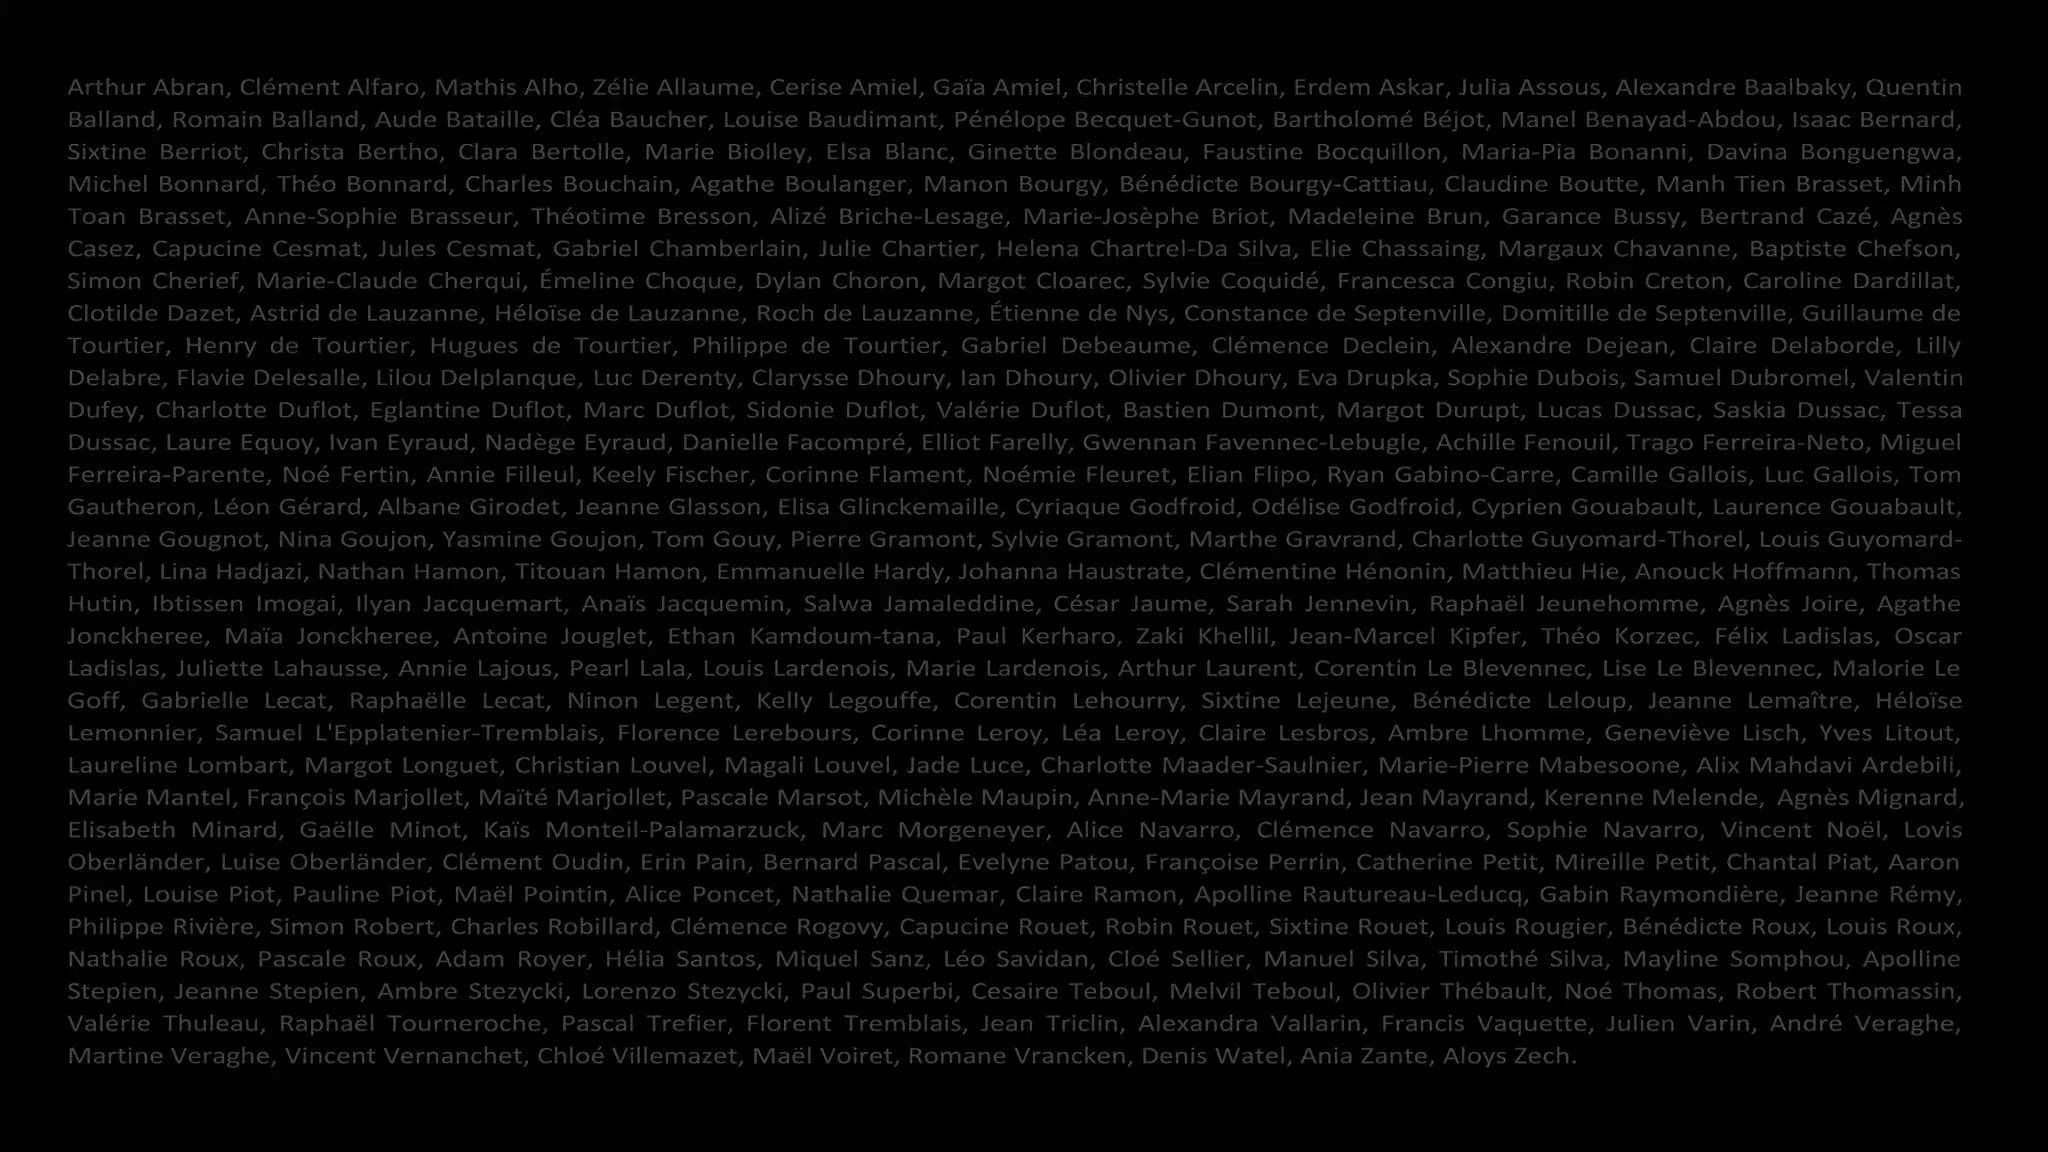 Arthur Abran, Clément Alfaro, Mathis Alho, Zélie Allaume, Cerise Amiel, Gaïa Amiel, Christelle Arcelin, Erdem Askar, Julia Assous, Alexandre Baalbaky, Quentin
Balland, Romain Balland, Aude Bataille, Cléa Baucher, Louise Baudimant, Pénélope Becquet-Gunot, Bartholomé Béjot, Manel Benayad-Abdou, Isaac Bernard,
Sixtine Berriot, Christa Bertho, Clara Bertolle, Marie Biolley, Elsa Blanc, Ginette Blondeau, Faustine Bocquillon, Maria-Pia Bonanni, Davina Bonguengwa,
Michel Bonnard, Théo Bonnard, Charles Bouchain, Agathe Boulanger, Manon Bourgy, Bénédicte Bourgy-Cattiau, Claudine Boutte, Manh Tien Brasset, Minh
Toan Brasset, Anne-Sophie Brasseur, Théotime Bresson, Alizé Briche-Lesage, Marie-Josèphe Briot, Madeleine Brun, Garance Bussy, Bertrand Cazé, Agnès
Casez, Capucine Cesmat, Jules Cesmat, Gabriel Chamberlain, Julie Chartier, Helena Chartrel-Da Silva, Elie Chassaing, Margaux Chavanne, Baptiste Chefson,
Simon Cherief, Marie-Claude Cherqui, Émeline Choque, Dylan Choron, Margot Cloarec, Sylvie Coquidé, Francesca Congiu, Robin Creton, Caroline Dardillat,
Clotilde Dazet, Astrid de Lauzanne, Héloïse de Lauzanne, Roch de Lauzanne, Étienne de Nys, Constance de Septenville, Domitille de Septenville, Guillaume de
Tourtier, Henry de Tourtier, Hugues de Tourtier, Philippe de Tourtier, Gabriel Debeaume, Clémence Declein, Alexandre Dejean, Claire Delaborde, Lilly
Delabre, Flavie Delesalle, Lilou Delplanque, Luc Derenty, Clarysse Dhoury, Ian Dhoury, Olivier Dhoury, Eva Drupka, Sophie Dubois, Samuel Dubromel, Valentin
Dufey, Charlotte Duflot, Eglantine Duflot, Marc Duflot, Sidonie Duflot, Valérie Duflot, Bastien Dumont, Margot Durupt, Lucas Dussac, Saskia Dussac, Tessa
Dussac, Laure Equoy, Ivan Eyraud, Nadège Eyraud, Danielle Facompré, Elliot Farelly, Gwennan Favennec-Lebugle, Achille Fenouil, Trago Ferreira-Neto, Miguel
Ferreira-Parente, Noé Fertin, Annie Filleul, Keely Fischer, Corinne Flament, Noémie Fleuret, Elian Flipo, Ryan Gabino-Carre, Camille Gallois, Luc Gallois, Tom
Gautheron, Léon Gérard, Albane Girodet, Jeanne Glasson, Elisa Glinckemaille, Cyriaque Godfroid, Odélise Godfroid, Cyprien Gouabault, Laurence Gouabault,
Jeanne Gougnot, Nina Goujon, Yasmine Goujon, Tom Gouy, Pierre Gramont, Sylvie Gramont, Marthe Gravrand, Charlotte Guyomard-Thorel, Louis Guyomard-
Thorel, Lina Hadjazi, Nathan Hamon, Titouan Hamon, Emmanuelle Hardy, Johanna Haustrate, Clémentine Hénonin, Matthieu Hie, Anouck Hoffmann, Thomas
Hutin, Ibtissen Imogai, Ilyan Jacquemart, Anaïs Jacquemin, Salwa Jamaleddine, César Jaume, Sarah Jennevin, Raphaël Jeunehomme, Agnès Joire, Agathe
Jonckheree, Maïa Jonckheree, Antoine Jouglet, Ethan Kamdoum-tana, Paul Kerharo, Zaki Khellil, Jean-Marcel Kipfer, Théo Korzec, Félix Ladislas, Oscar
Ladislas, Juliette Lahausse, Annie Lajous, Pearl Lala, Louis Lardenois, Marie Lardenois, Arthur Laurent, Corentin Le Blevennec, Lise Le Blevennec, Malorie Le
Goff, Gabrielle Lecat, Raphaëlle Lecat, Ninon Legent, Kelly Legouffe, Corentin Lehourry, Sixtine Lejeune, Bénédicte Leloup, Jeanne Lemaître, Héloïse
Lemonnier, Samuel L'Epplatenier-Tremblais, Florence Lerebours, Corinne Leroy, Léa Leroy, Claire Lesbros, Ambre Lhomme, Geneviève Lisch, Yves Litout,
Laureline Lombart, Margot Longuet, Christian Louvel, Magali Louvel, Jade Luce, Charlotte Maader-Saulnier, Marie-Pierre Mabesoone, Alix Mahdavi Ardebili,
Marie Mantel, François Marjollet, Maïté Marjollet, Pascale Marsot, Michèle Maupin, Anne-Marie Mayrand, Jean Mayrand, Kerenne Melende, Agnès Mignard,
Elisabeth Minard, Gaëlle Minot, Kaïs Monteil-Palamarzuck, Marc Morgeneyer, Alice Navarro, Clémence Navarro, Sophie Navarro, Vincent Noël, Lovis
Oberländer, Luise Oberländer, Clément Oudin, Erin Pain, Bernard Pascal, Evelyne Patou, Françoise Perrin, Catherine Petit, Mireille Petit, Chantal Piat, Aaron
Pinel, Louise Piot, Pauline Piot, Maël Pointin, Alice Poncet, Nathalie Quemar, Claire Ramon, Apolline Rautureau-Leducq, Gabin Raymondière, Jeanne Rémy,
Philippe Rivière, Simon Robert, Charles Robillard, Clémence Rogovy, Capucine Rouet, Robin Rouet, Sixtine Rouet, Louis Rougier, Bénédicte Roux, Louis Roux,
Nathalie Roux, Pascale Roux, Adam Royer, Hélia Santos, Miquel Sanz, Léo Savidan, Cloé Sellier, Manuel Silva, Timothé Silva, Mayline Somphou, Apolline
Stepien, Jeanne Stepien, Ambre Stezycki, Lorenzo Stezycki, Paul Superbi, Cesaire Teboul, Melvil Teboul, Olivier Thébault, Noé Thomas, Robert Thomassin,
Valérie Thuleau, Raphaël Tourneroche, Pascal Trefier, Florent Tremblais, Jean Triclin, Alexandra Vallarin, Francis Vaquette, Julien Varin, André Veraghe,
Martine Veraghe, Vincent Vernanchet, Chloé Villemazet, Maël Voiret, Romane Vrancken, Denis Watel, Ania Zante, Aloys Zech.